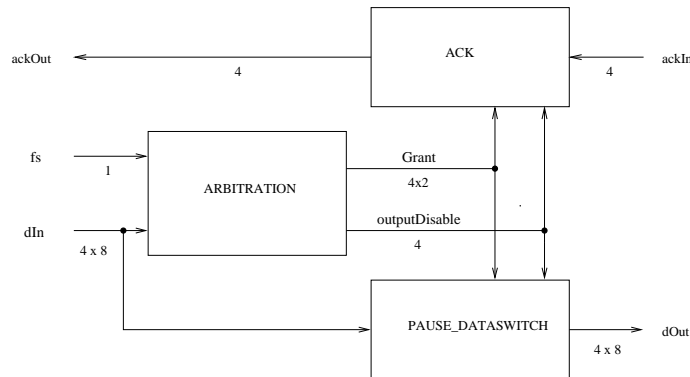 ACK
ackOut
4
4
ackIn
fs
1
ARBITRATION
Grant
4x2
dIn
4 x 8
outputDisable
4
PAUSE_DATASWITCH
dOut
4 x 8